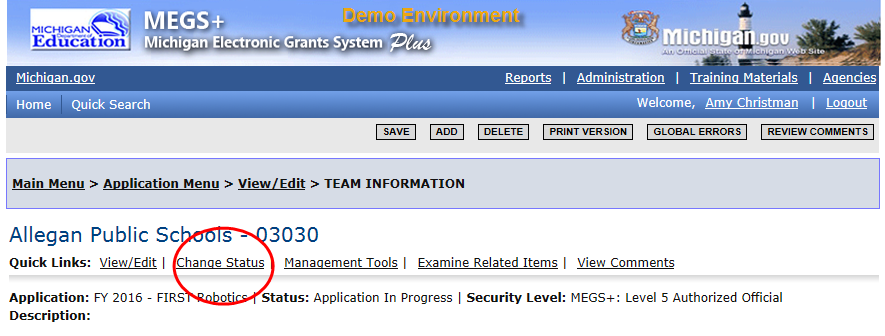 MICHIGAN
Education
MEGS+
Michigan Electronic Grants System Plus
Demo Environment
Michigan.gov
An Official State of Michigan Web Site
Michigan.gov
Reports | Administration | Training Materials | Agencies
Home | Quick Search
Welcome, Amy Christman | Logout
SAVE ADD DELETE PRINT VERSION GLOBAL ERRORS REVIEW COMMENTS
Main Menu > Application Menu > View/Edit > TEAM INFORMATION
Allegan Public Schools - 03030
Quick Links: View/Edit | Change Status | Management Tools | Examine Related Items | View Comments
Application: FY 2016 - FIRST Robotics | Status: Application In Progress | Security Level: MEGS+: Level 5 Authorized Official
Description: